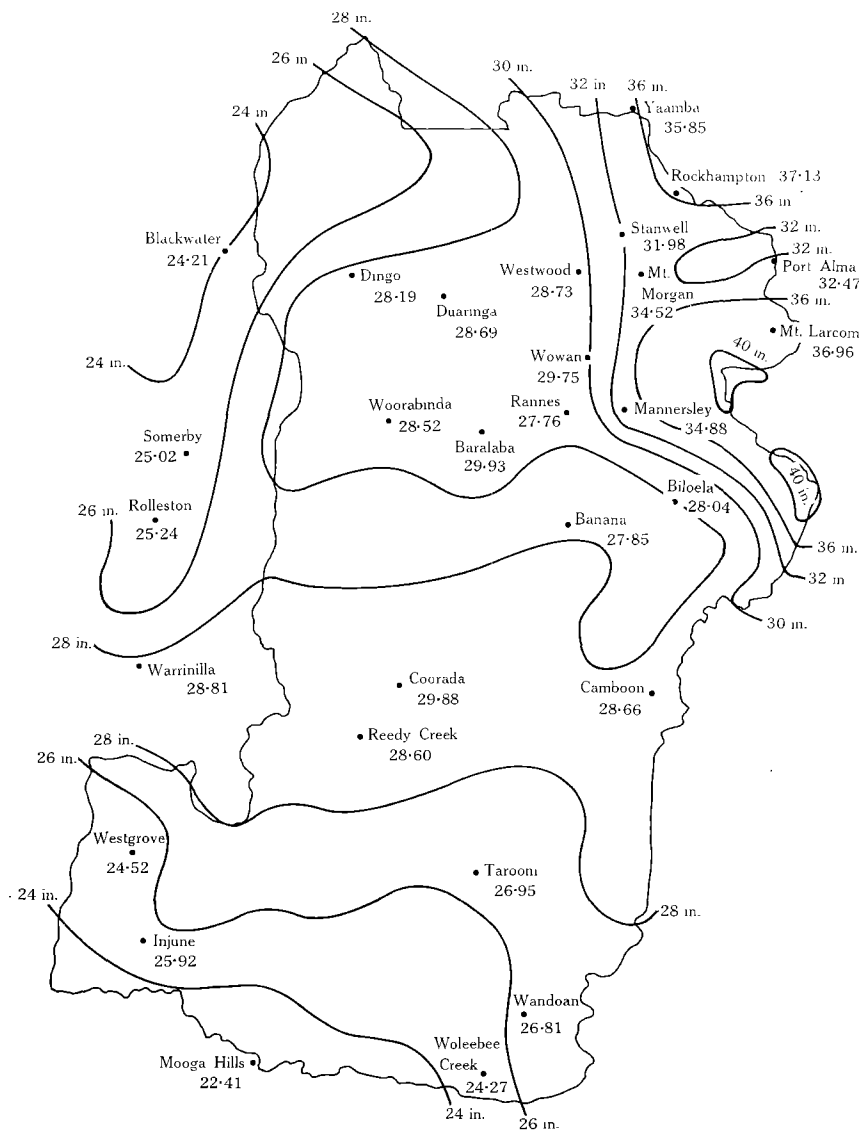 28 in.
26 in
30 in.
32 in
36 in.
24 in
Yaamba
35·85
Rockhampton 37·13
36 in
Stanwell
31·98
32 in.
32 in.
Blackwater
24·21
Dingo
28·19
Westwood
28·73
Mt.
Morgan
34·52
Port Alma
32·47
Duaringa
28·69
36 in.
Mt. Larcom
36·96
40 in.
Wowan
29·75
24 in.
Woorabinda
28·52
Rannes
27·76
Mannersley
34·88
Baralaba
29·93
Somerby
25·02
40 in.
Biloela
28·04
26 in.
Rolleston
25·24
Banana
27·85
36 in.
32 in
30 in.
28 in.
Warrinilla
28·81
Coorada
29·88
Camboon
28·66
Reedy Creek
28·60
28 in.
26 in.
Westgrove
24·52
Taroom
26·95
24 in.
28 in.
Injune
25·92
Wandoan
26·81
Mooga Hills
22·41
Woleebee
Creek
24·27
24 in.
26 in.